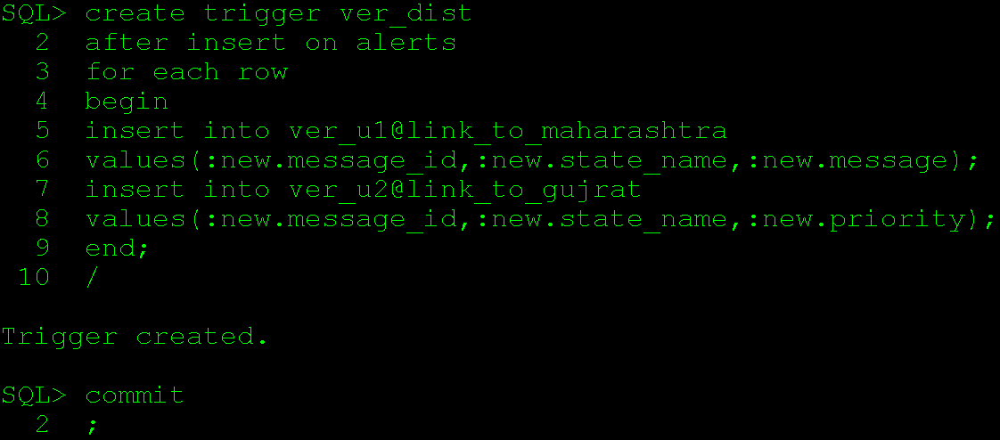 SQL> create trigger ver_dist
2 after insert on alerts
3 for each row
4 begin
5 insert into ver_u1@link_to_maharashtra
6 values(:new.message_id,:new.state_name,:new.message);
7 insert into ver_u2@link_to_gujrat
8 values(:new.message_id,:new.state_name,:new.priority);
9 end;
10 /
Trigger created.
SQL> commit
2 ;